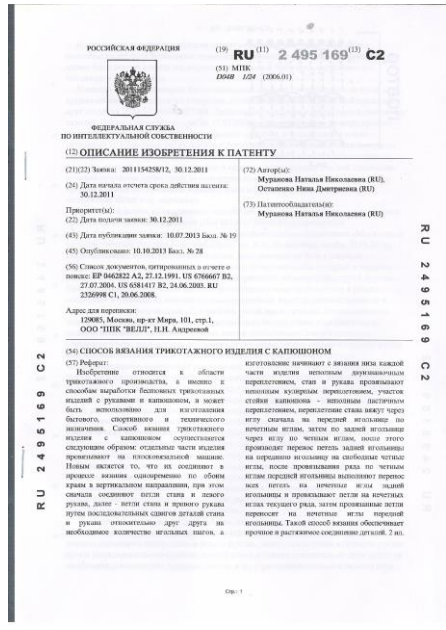 РОССИЙСКАЯ ФЕДЕРАЦИЯ
(19) RU (11) 2 495 169 (13) C2
(51) МПК
D04B 1/24 (2006.01)
ФЕДЕРАЛЬНАЯ СЛУЖБА
ПО ИНТЕЛЛЕКТУАЛЬНОЙ СОБСТВЕННОСТИ
(12) ОПИСАНИЕ ИЗОБРЕТЕНИЯ К ПАТЕНТУ
(21)(22) Заявка: 2011154258/12, 30.12.2011
(24) Дата начала отсчета срока действия патента:
30.12.2011
Приоритет(ы):
(22) Дата подачи заявки: 30.12.2011
(43) Дата публикации заявки: 10.07.2013 Бюл. № 19
(45) Опубликовано: 10.10.2013 Бюл. № 28
(56) Список документов, цитированных в отчете о
поиске: EP 0462822 A2, 27.12.1991. US 6766667 B2,
27.07.2004. US 6581417 B2, 24.06.2003. RU
2326998 C1, 20.06.2008.
Адрес для переписки:
129085, Москва, пр-кт Мира, 101, стр.1,
ООО "ППК "ВЕЛЛ", Н.Н. Андреевой
(72) Автор(ы):
Муранова Наталья Николаевна (RU),
Остапенко Нина Дмитриевна (RU)
(73) Патентообладатель(и):
Муранова Наталья Николаевна (RU)
(54) СПОСОБ ВЯЗАНИЯ ТРИКОТАЖНОГО ИЗДЕЛИЯ С КАПЮШОНОМ
(57) Реферат:
Изобретение относится к области
трикотажного производства, а именно к
способам выработки бесшовных трикотажных
изделий с рукавами и капюшоном, и может
быть использовано для изготовления
бытового, спортивного и технического
назначения. Способ вязания трикотажного
изделия с капюшоном осуществляется
следующим образом: отдельные части изделия
провязывают на плосковязальной машине.
Новым является то, что их соединяют в
процессе вязания одновременно по обоим
краям в вертикальном направлении, при этом
сначала соединяют петли стана и левого
рукава, далее - петли стана и правого рукава
путем последовательных сдвигов деталей стана
и рукава относительно друг друга на
необходимое количество игольных шагов, а
изготовление начинают с вязания низа каждой
части изделия неполным двуизнаночным
переплетением, стан и рукава провязывают
неполным кулирным переплетением, участок
стойки капюшона - неполным ластичным
переплетением, переплетение стана вяжут через
иглу сначала на передней игольнице по
нечетным иглам, затем по задней игольнице
через иглу по четным иглам, после этого
производят перенос петель задней игольницы
на переднюю игольницу на свободные четные
иглы, после провязывания ряда по четным
иглам передней игольницы выполняют перенос
всех петель на нечетные иглы задней
игольницы и провязывают петли на нечетных
иглах текущего ряда, затем провязанные петли
переносят на нечетные иглы передней
игольницы. Такой способ вязания обеспечивает
прочное и растяжимое соединение деталей. 2 ил.
RU 2495169 C2
RU 2495169 C2
Стр.: 1